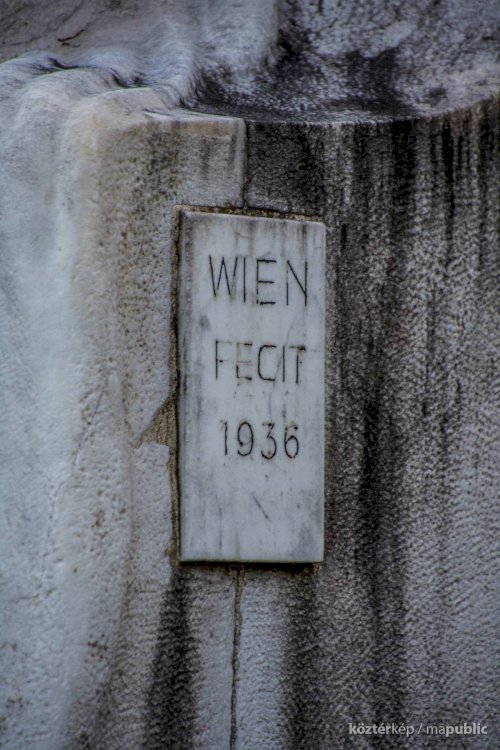 WIEN
FECIT
1936
köztérkép / mapublic